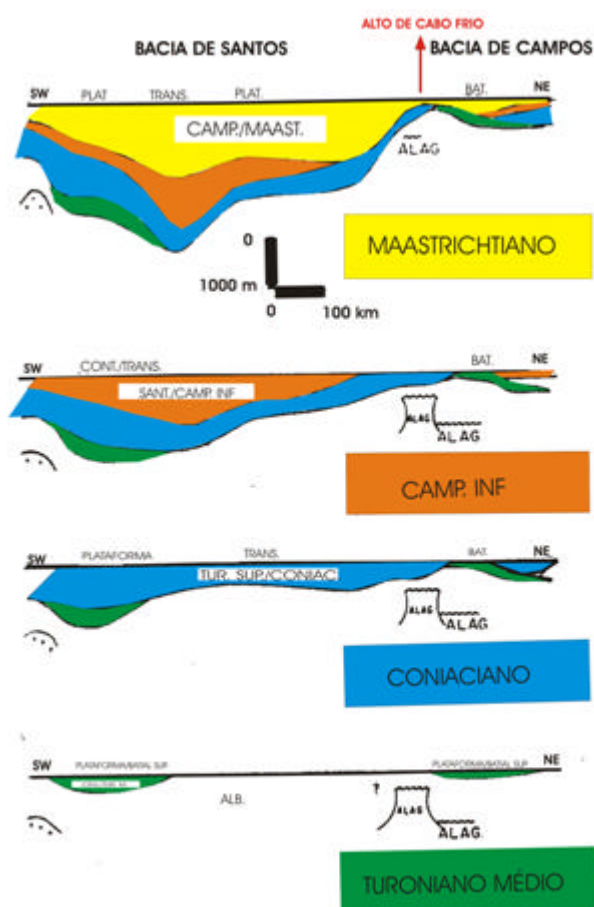 ALTO DE CABO FRIO
BACIA DE SANTOS BACIA DE CAMPOS
SW PLAT TRANS. PLAT. BAT. NE
CAMP./MAAST.
ALAG
MAASTRICHTIANO
0
1000 m
0 100 km
SW CONT./TRANS. BAT. NE
SANT./CAMP. INF
ALAG
ALAG
CAMP. INF
SW PLATAFORMA TRANS. BAT. NE
TUR. SUP./CONIAC
ALAG
ALAG
CONIACIANO
SW PLATAFORMA/BATIAL SUP PLATAFORMA/BATIAL SUP NE
ALB.
?
ALAG
ALAG.
TURONIANO MÉDIO